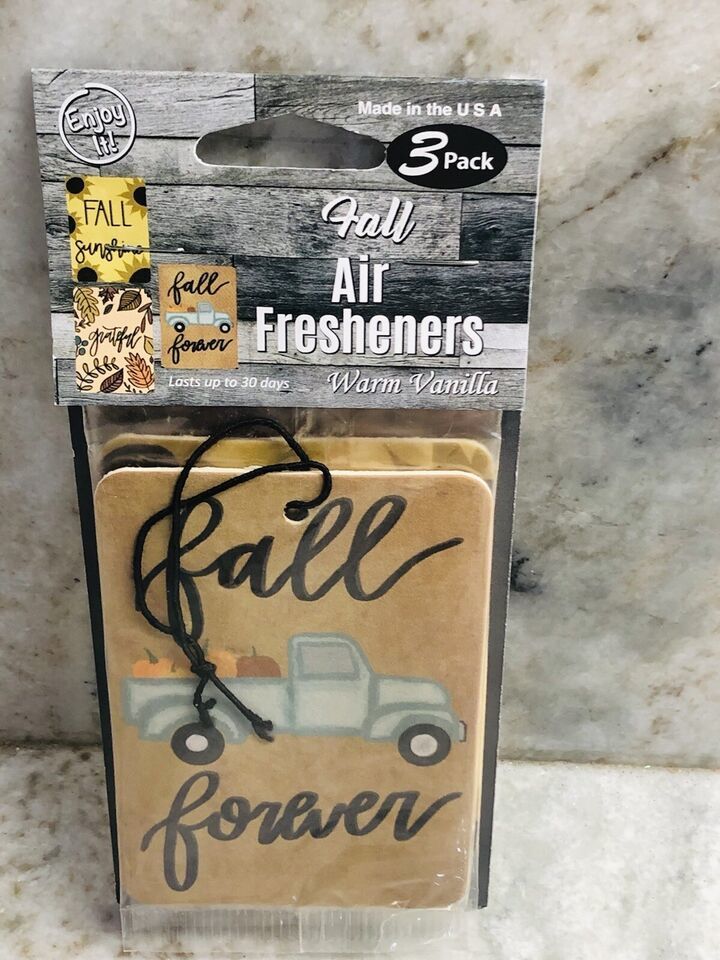 Enjoy
It!
Made in the U S A
3 Pack
FALL
Sunshine
grateful
fall
forever
Fall
Air
Fresheners
Lasts up to 30 days
Warm Vanilla
fall
forever